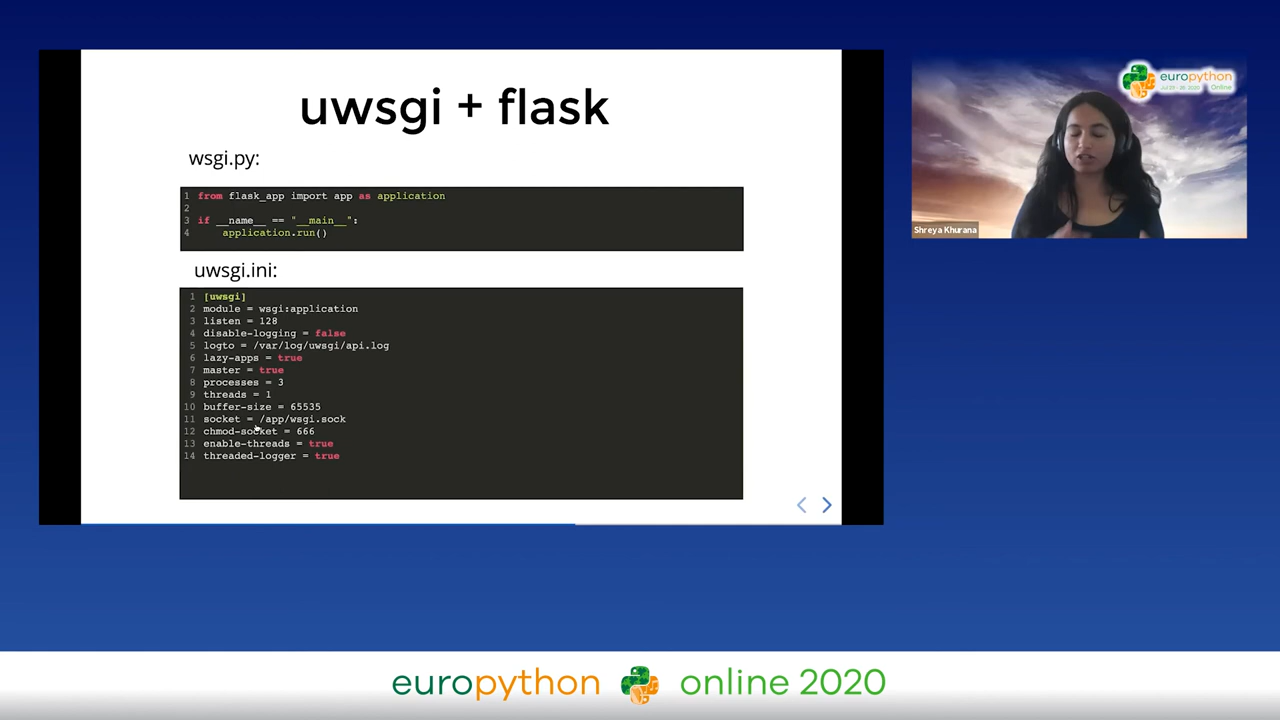 uwsgi + flask
wsgi.py:
1 from flask_app import app as application
2
3 if __name__ == "__main__":
4 application.run()
uwsgi.ini:
1 [uwsgi]
2 module = wsgi:application
3 listen = 128
4 disable-logging = false
5 logto = /var/log/uwsgi/api.log
6 lazy-apps = true
7 master = true
8 processes = 3
9 threads = 1
10 buffer-size = 65535
11 socket = /app/wsgi.sock
12 chmod-socket = 666
13 enable-threads = true
14 threaded-logger = true
europython
Online
Shreya Khurana
europython online 2020